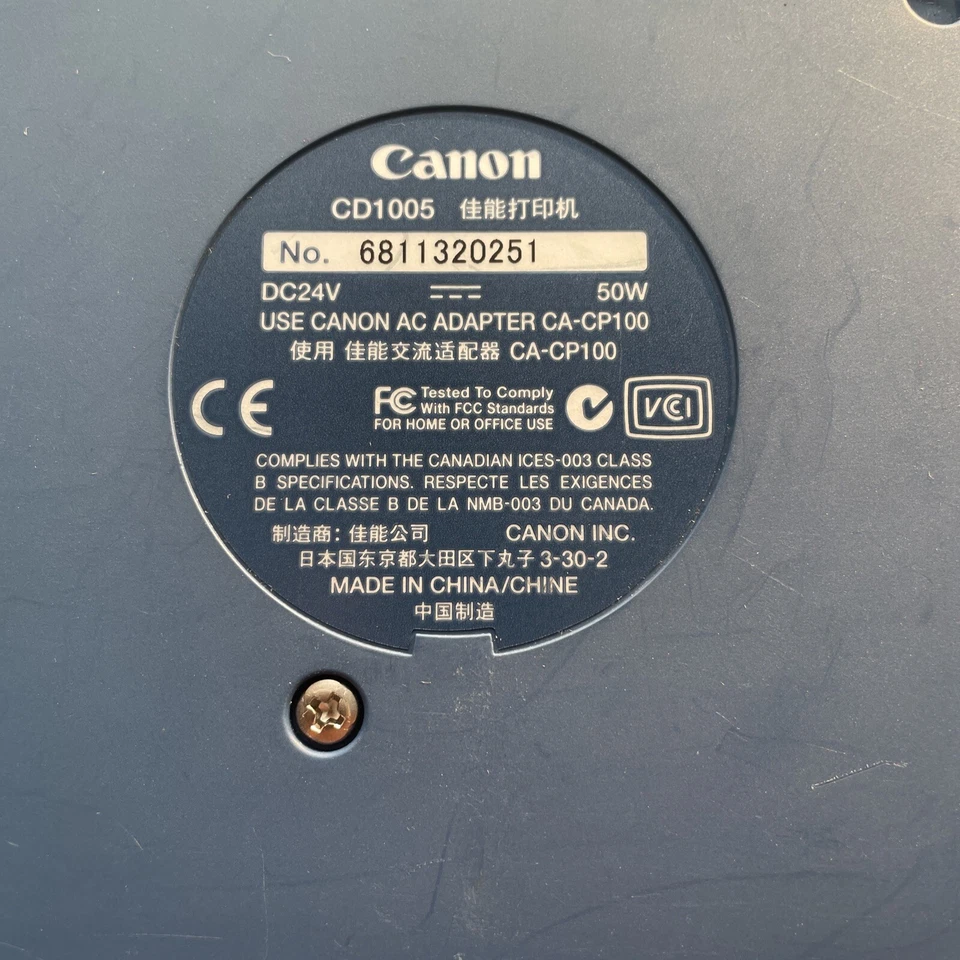 Canon
CD1005 佳能打印机
No. 6811320251
DC24V 50W
USE CANON AC ADAPTER CA-CP100
使用 佳能交流适配器 CA-CP100
CE FC Tested To Comply With FCC Standards FOR HOME OR OFFICE USE VCI
COMPLIES WITH THE CANADIAN ICES-003 CLASS
B SPECIFICATIONS. RESPECTE LES EXIGENCES
DE LA CLASSE B DE LA NMB-003 DU CANADA.
制造商: 佳能公司 CANON INC.
日本国东京都大田区下丸子 3-30-2
MADE IN CHINA/CHINE
中国制造